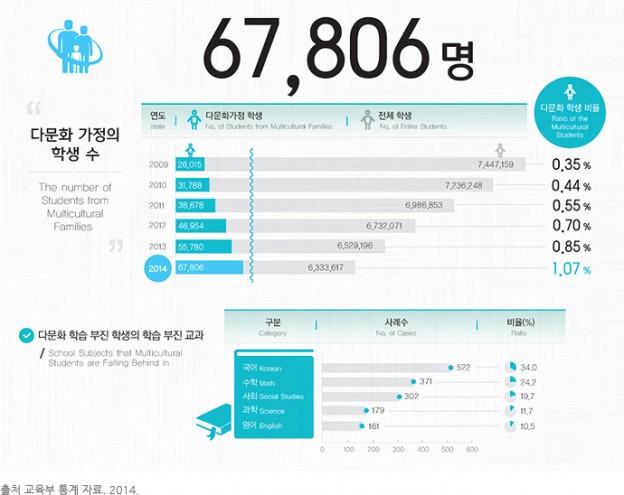 67,806 명
“
다문화 가정의
학생 수
The number of
Students from
Multicultural
Families
”
연도
state
다문화가정 학생
No. of Students from Multicultural Families
전체 학생
No. of Entire Students
다문화 학생 비율
Ratio of the
Multicultural
Students
2009 26,015 7,447,159 0.35 %
2010 31,788 7,236,248 0.44 %
2011 38,678 6,986,853 0.55 %
2012 46,954 6,732,071 0.70 %
2013 55,780 6,529,196 0.85 %
2014 67,806 6,333,617 1.07 %
다문화 학습 부진 학생의 학습 부진 교과
/ School Subjects that Multicultural
Students are Falling Behind in
구분
Category
사례수
No. of Cases
비율(%)
Ratio
국어 Korean 522 34,0
수학 Math 371 24,2
사회 Social Studies 302 19,7
과학 Science 179 11,7
영어 English 161 10,5
0 100 200 300 400 500 600
출처 교육부 통계 자료, 2014.